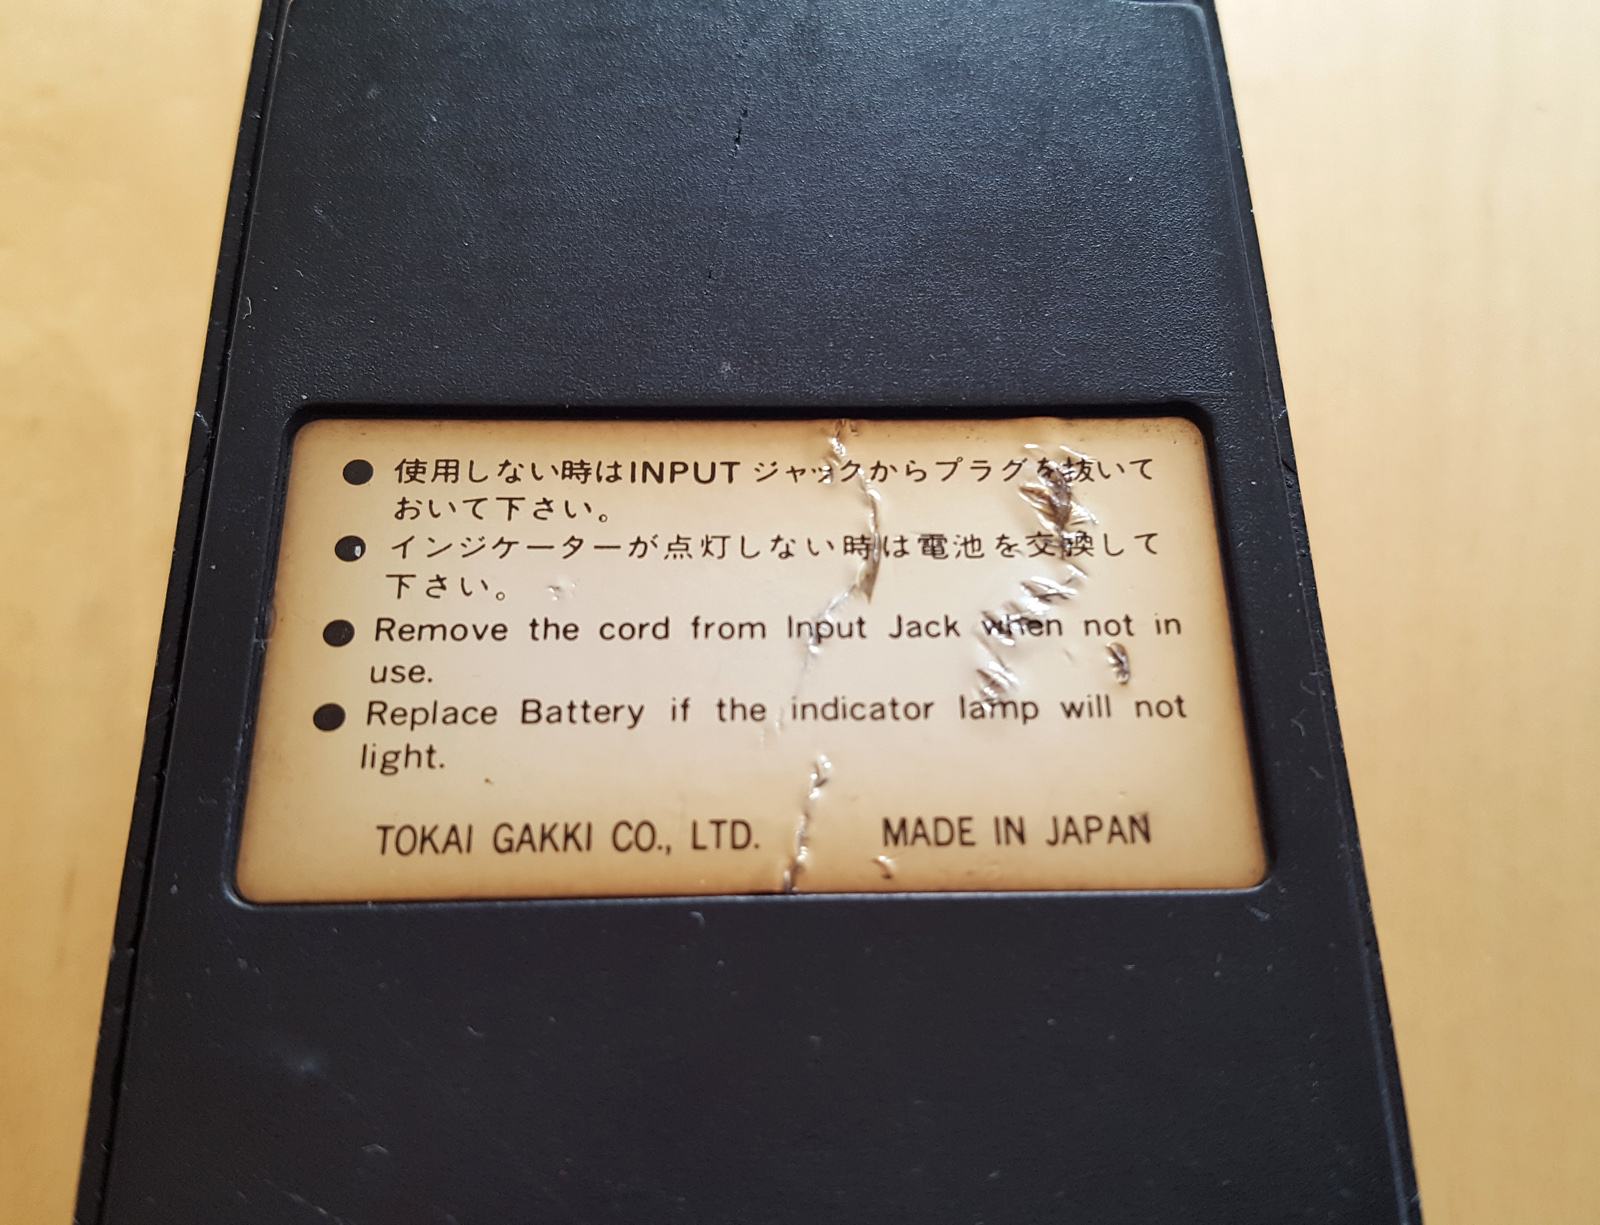 ● 使用しない時はINPUT ジャックからプラグを抜いて
おいて下さい。
● インジケーターが点灯しない時は電池を交換して
下さい。
● Remove the cord from Input Jack when not in
use.
● Replace Battery if the indicator lamp will not
light.
TOKAI GAKKI CO., LTD. MADE IN JAPAN